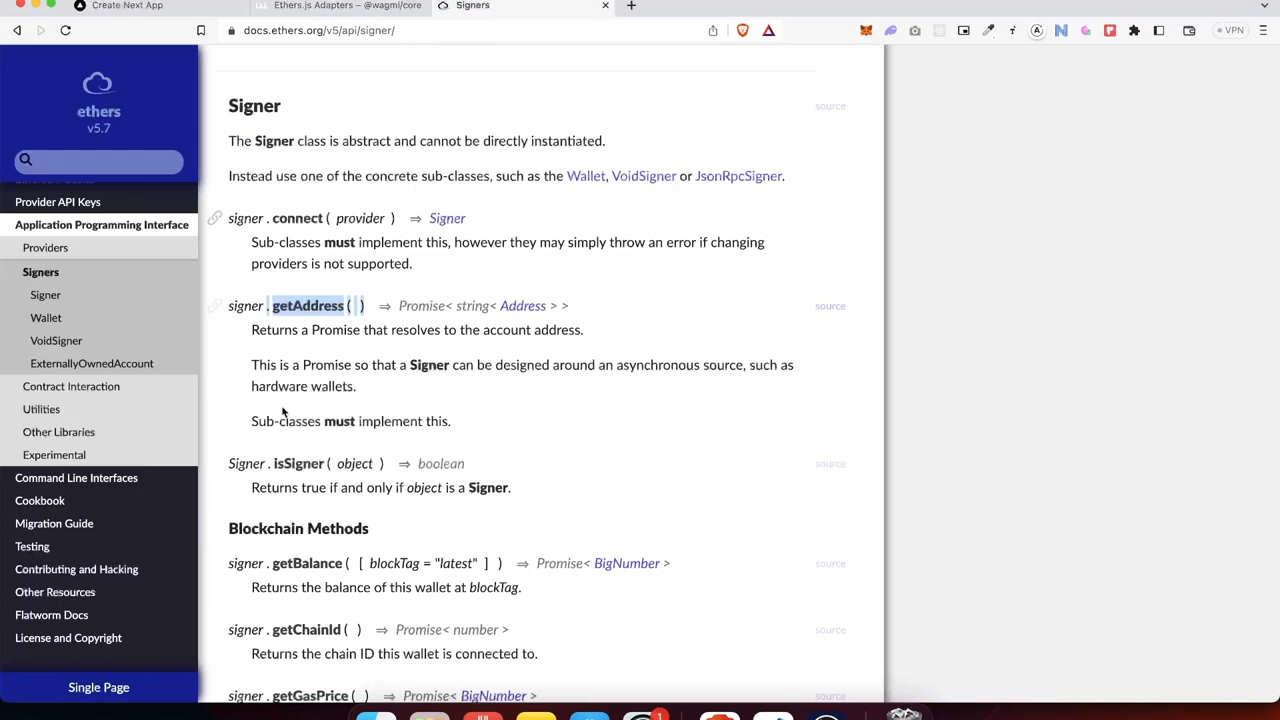 Create Next App
Ethers.js Adapters – @wagmi/core
Signers
docs.ethers.org/v5/api/signer/
VPN
ethers
v5.7
Provider API Keys
Application Programming Interface
Providers
Signers
Signer
Wallet
VoidSigner
ExternallyOwnedAccount
Contract Interaction
Utilities
Other Libraries
Experimental
Command Line Interfaces
Cookbook
Migration Guide
Testing
Contributing and Hacking
Other Resources
Flatworm Docs
License and Copyright
Single Page
Signer source
The Signer class is abstract and cannot be directly instantiated.
Instead use one of the concrete sub-classes, such as the Wallet, VoidSigner or JsonRpcSigner.
signer . connect ( provider ) ⇒ Signer
Sub-classes must implement this, however they may simply throw an error if changing
providers is not supported.
signer . getAddress ( ) ⇒ Promise< string< Address > > source
Returns a Promise that resolves to the account address.
This is a Promise so that a Signer can be designed around an asynchronous source, such as
hardware wallets.
Sub-classes must implement this.
Signer . isSigner ( object ) ⇒ boolean source
Returns true if and only if object is a Signer.
Blockchain Methods
signer . getBalance ( [ blockTag = "latest" ] ) ⇒ Promise< BigNumber > source
Returns the balance of this wallet at blockTag.
signer . getChainId ( ) ⇒ Promise< number > source
Returns the chain ID this wallet is connected to.
signer . getGasPrice ( ) ⇒ Promise< BigNumber > source
1